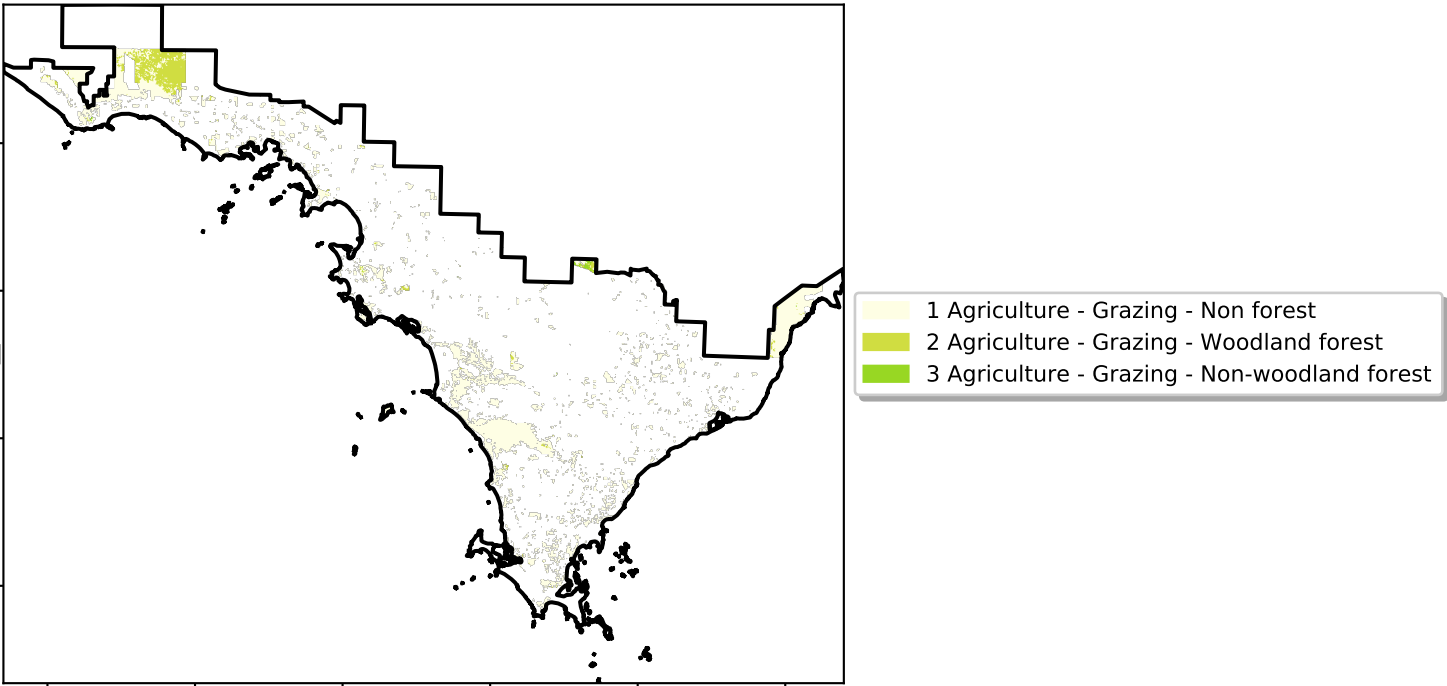 1 Agriculture - Grazing - Non forest
2 Agriculture - Grazing - Woodland forest
3 Agriculture - Grazing - Non-woodland forest